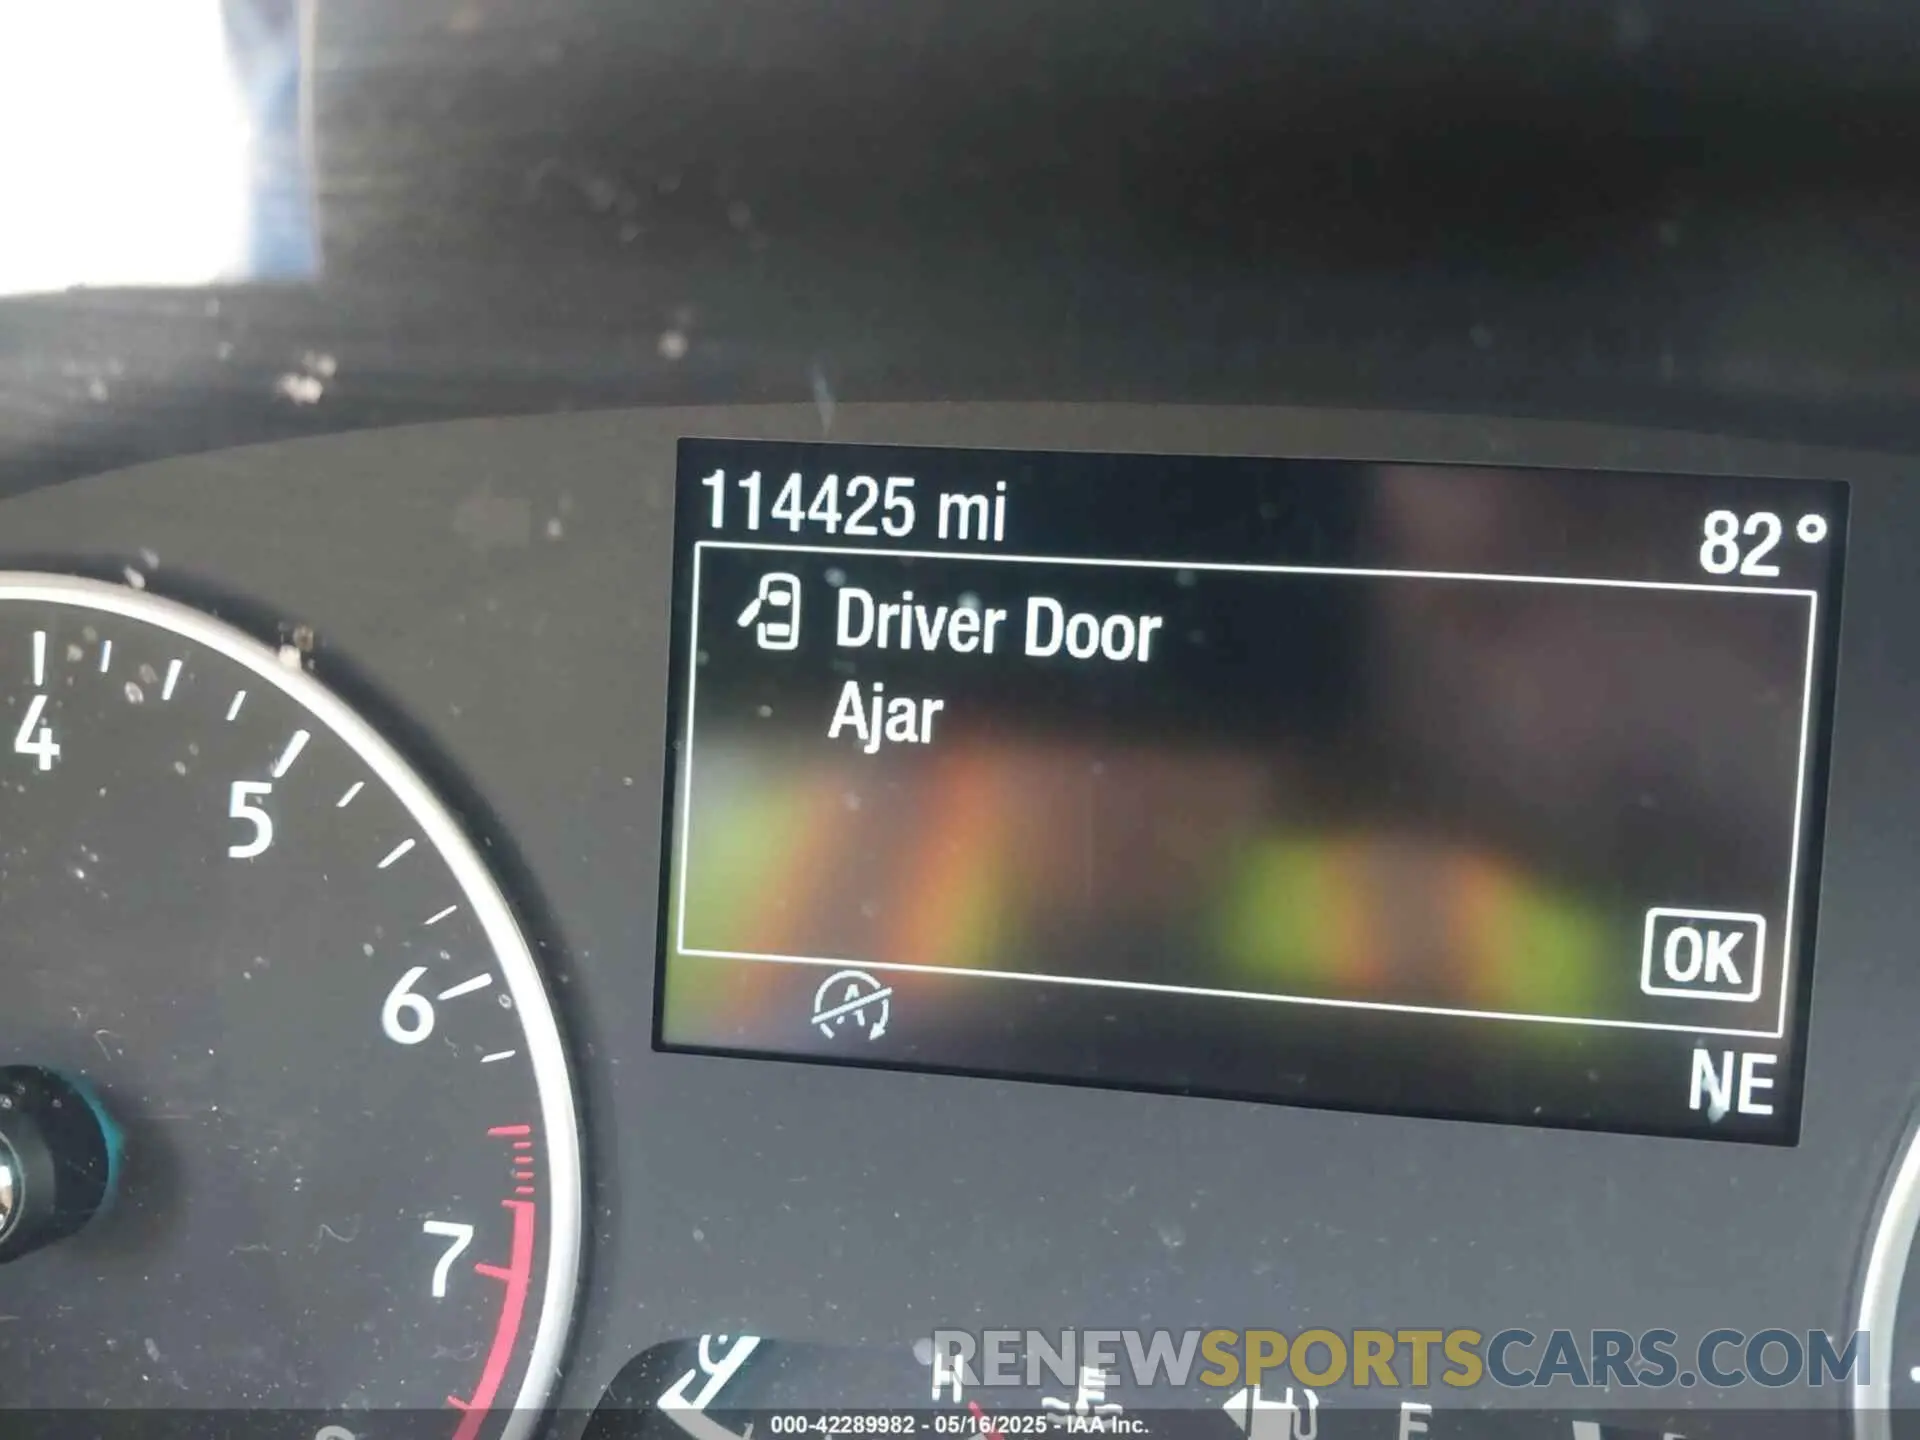 114425 mi
82°
Driver Door
Ajar
OK
NE
4
5
6
7
H
F
RENEWSPORTSCARS.COM
000-42289982 - 05/16/2025 - IAA Inc.